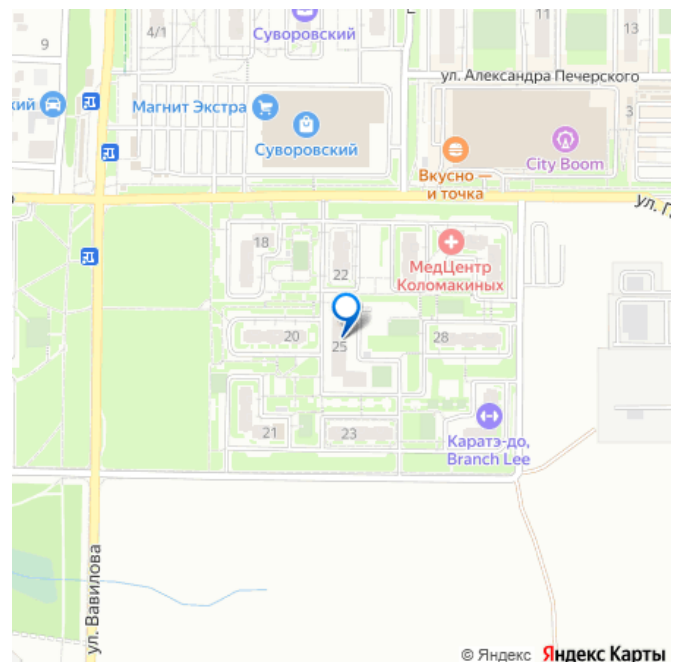 4/1
Суворовский
11
13
9
ул. Александра Печерского
кий
Магнит Экстра
3
Суворовский
City Boom
Вкусно —
и точка
ул. Г
18
22
МедЦентр
Коломакиных
20
25
28
21
23
Каратэ-до,
Branch Lee
ул. Вавилова
© Яндекс Яндекс Карты